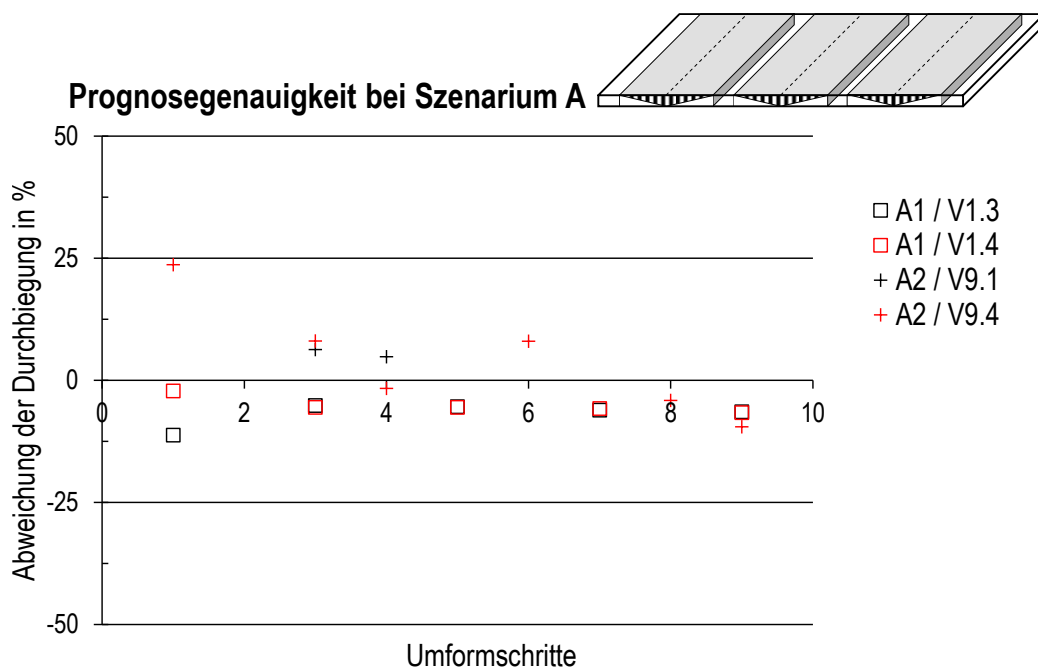 Prognosegenauigkeit bei Szenarium A
Abweichung der Durchbiegung in %
50
25
0
-25
-50
0 2 4 6 8 10
Umformschritte
A1 / V1.3
A1 / V1.4
A2 / V9.1
A2 / V9.4